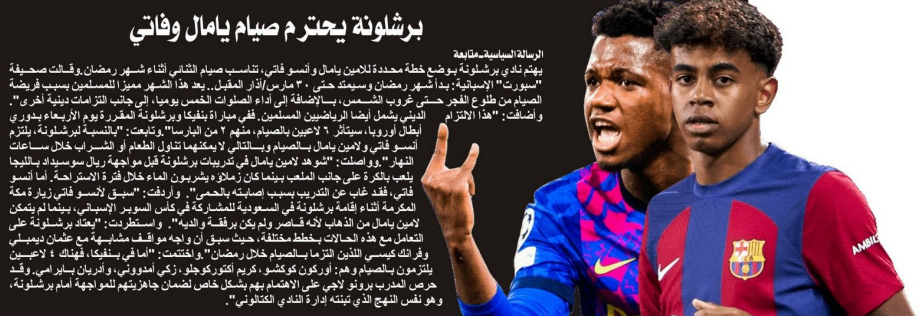 برشلونة يحترم صيام يامال وفاتي
الرسالة السياسية_متابعة
يهتم نادي برشلونة بوضع خطة محددة للامين يامال و أنسو فاتي، تناسب صيام الثنائي أثناء شهر رمضان.وقالت صحيفة
"سبورت" الإسبانية: بدأ شهر رمضان وسيمتد حتى ٣٠ مارس/آذار المقبل.. يعد هذا الشهر مميزا للمسلمين بسبب فريضة
الصيام من طلوع الفجر حتى غروب الشمس، بالإضافة إلى أداء الصلوات الخمس يوميا، إلى جانب التزامات دينية أخرى".
وأضافت: "هذا الالتزام الديني يشمل أيضا الرياضيين المسلمين. ففي مباراة بنفيكا وبرشلونة المقررة يوم الأربعاء بدوري
أبطال أوروبا، سيتأثر ٦ لاعبين بالصيام، منهم ٢ من البارسا".وتابعت: "بالنسبة لبرشلونة، يلتزم
أنسو فاتي ولامين يامال بالصيام وبالتالي لا يمكنهما تناول الطعام أو الشراب خلال ساعات
النهار".وواصلت: "شوهد لامين يامال في تدريبات برشلونة قبل مواجهة ريال سوسيداد بالليجا
يلعب بالكرة على جانب الملعب بينما كان زملاؤه يشربون الماء خلال فترة الاستراحة. أما أنسو
فاتي، فقد غاب عن التدريب بسبب إصابته بالحمى". وأردفت: "سبق لأنسو فاتي زيارة مكة
المكرمة أثناء إقامة برشلونة في السعودية للمشاركة في كأس السوبر الإسباني، بينما لم يتمكن
لامين يامال من الذهاب لأنه قاصر ولم يكن برفقة والديه". واستطردت: "يعتاد برشلونة على
التعامل مع هذه الحالات بخطط مختلفة، حيث سبق أن واجه مواقف مشابهة مع عثمان ديمبلي
وفرانك كيسي اللذين التزما بالصيام خلال رمضان".واختتمت: "أما في بنفيكا، فهناك ٤ لاعبين
يلتزمون بالصيام وهم: أوركون كوكشو، كريم أكتوركوجلو، زكي أمدووني، وأدريان بايرامي. وقد
حرص المدرب برونو لاجي على الاهتمام بهم بشكل خاص لضمان جاهزيتهم للمواجهة أمام برشلونة،
وهو نفس النهج الذي تبنته إدارة النادي الكتالوني".